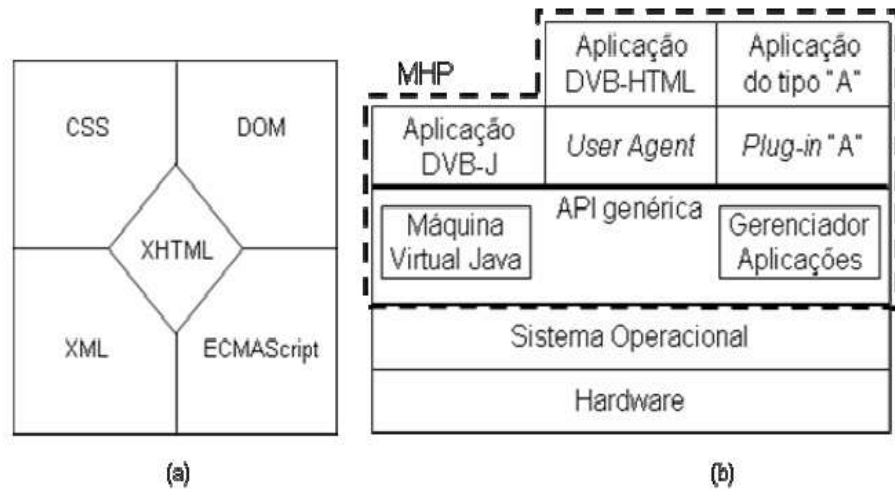 CSS
DOM
XHTML
XML
ECMAScript
(a)
MHP
Aplicação
DVB-HTML
Aplicação
do tipo "A"
Aplicação
DVB-J
User Agent
Plug-in "A"
API genérica
Máquina
Virtual Java
Gerenciador
Aplicações
Sistema Operacional
Hardware
(b)